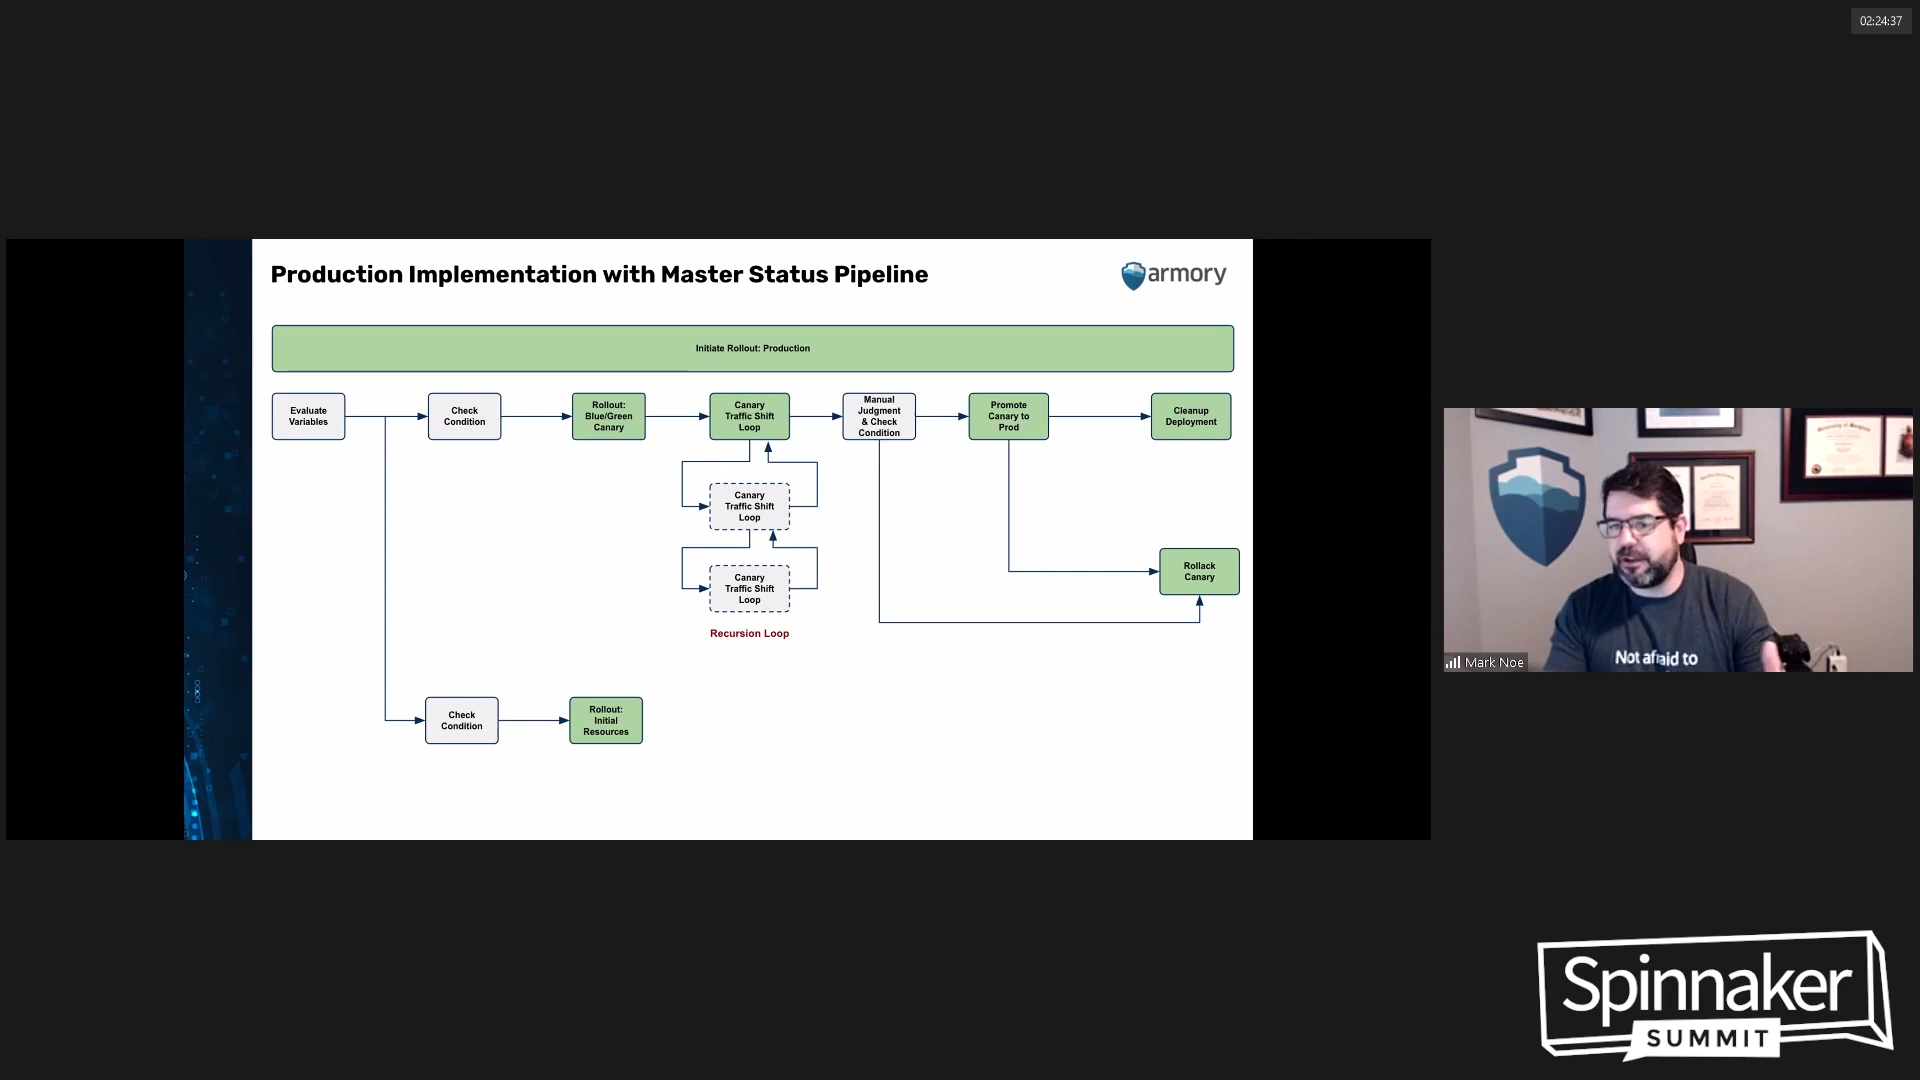 02:24:37
Production Implementation with Master Status Pipeline
armory
Initiate Rollout: Production
Evaluate
Variables
Check
Condition
Rollout:
Blue/Green
Canary
Canary
Traffic Shift
Loop
Manual
Judgment
& Check
Condition
Promote
Canary to
Prod
Cleanup
Deployment
Canary
Traffic Shift
Loop
Canary
Traffic Shift
Loop
Recursion Loop
Rollack
Canary
Check
Condition
Rollout:
Initial
Resources
Not afraid to
Mark Noe
Spinnaker
SUMMIT